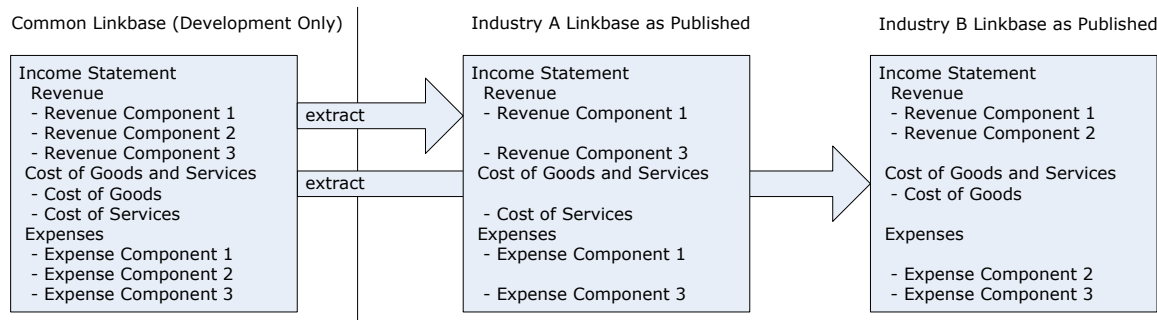 Common Linkbase (Development Only)
Income Statement
Revenue
- Revenue Component 1
- Revenue Component 2
- Revenue Component 3
Cost of Goods and Services
- Cost of Goods
- Cost of Services
Expenses
- Expense Component 1
- Expense Component 2
- Expense Component 3
extract
extract
Industry A Linkbase as Published
Income Statement
Revenue
- Revenue Component 1
- Revenue Component 3
Cost of Goods and Services
- Cost of Services
Expenses
- Expense Component 1
- Expense Component 3
Industry B Linkbase as Published
Income Statement
Revenue
- Revenue Component 1
- Revenue Component 2
Cost of Goods and Services
- Cost of Goods
Expenses
- Expense Component 2
- Expense Component 3